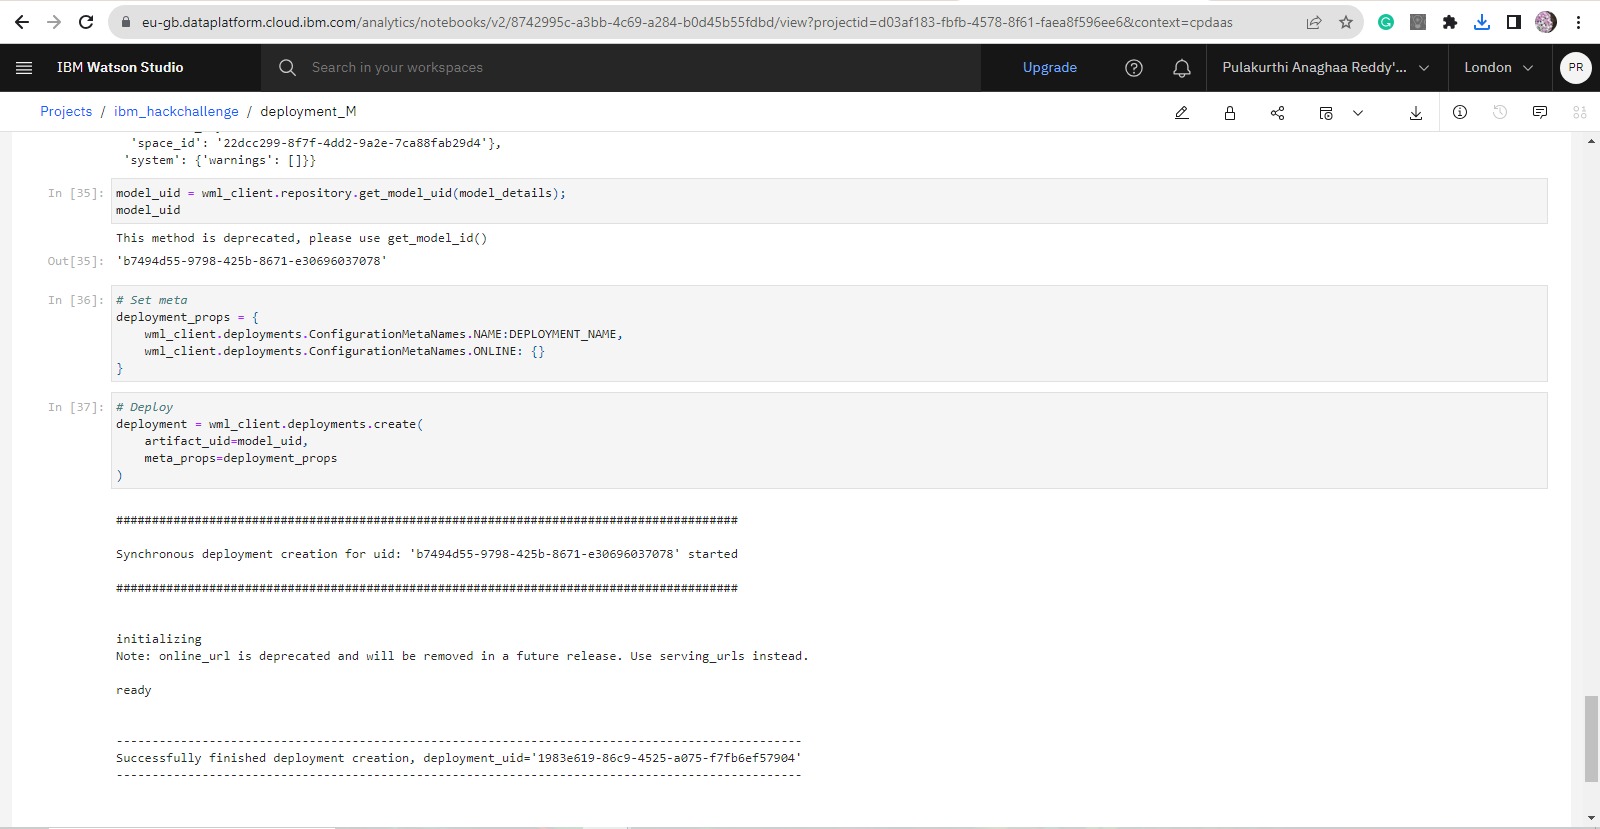 eu-gb.dataplatform.cloud.ibm.com/analytics/notebooks/v2/8742995c-a3bb-4c69-a284-b0d45b55fdbd/view?projectid=d03af183-fbfb-4578-8f61-faea8f596ee6&context=cpdaas
IBM Watson Studio
Search in your workspaces
Upgrade
Pulakurthi Anaghaa Reddy'...
London
PR
Projects / ibm_hackchallenge / deployment_M
'space_id': '22dcc299-8f7f-4dd2-9a2e-7ca88fab29d4'},
'system': {'warnings': []}}
In [35]: model_uid = wml_client.repository.get_model_uid(model_details);
model_uid
This method is deprecated, please use get_model_id()
Out[35]: 'b7494d55-9798-425b-8671-e30696037078'
In [36]: # Set meta
deployment_props = {
wml_client.deployments.ConfigurationMetaNames.NAME:DEPLOYMENT_NAME,
wml_client.deployments.ConfigurationMetaNames.ONLINE: {}
}
In [37]: # Deploy
deployment = wml_client.deployments.create(
artifact_uid=model_uid,
meta_props=deployment_props
)
#######################################################################################
Synchronous deployment creation for uid: 'b7494d55-9798-425b-8671-e30696037078' started
#######################################################################################
initializing
Note: online_url is deprecated and will be removed in a future release. Use serving_urls instead.
ready
------------------------------------------------------------------------------------------------
Successfully finished deployment creation, deployment_uid='1983e619-86c9-4525-a075-f7fb6ef57904'
------------------------------------------------------------------------------------------------